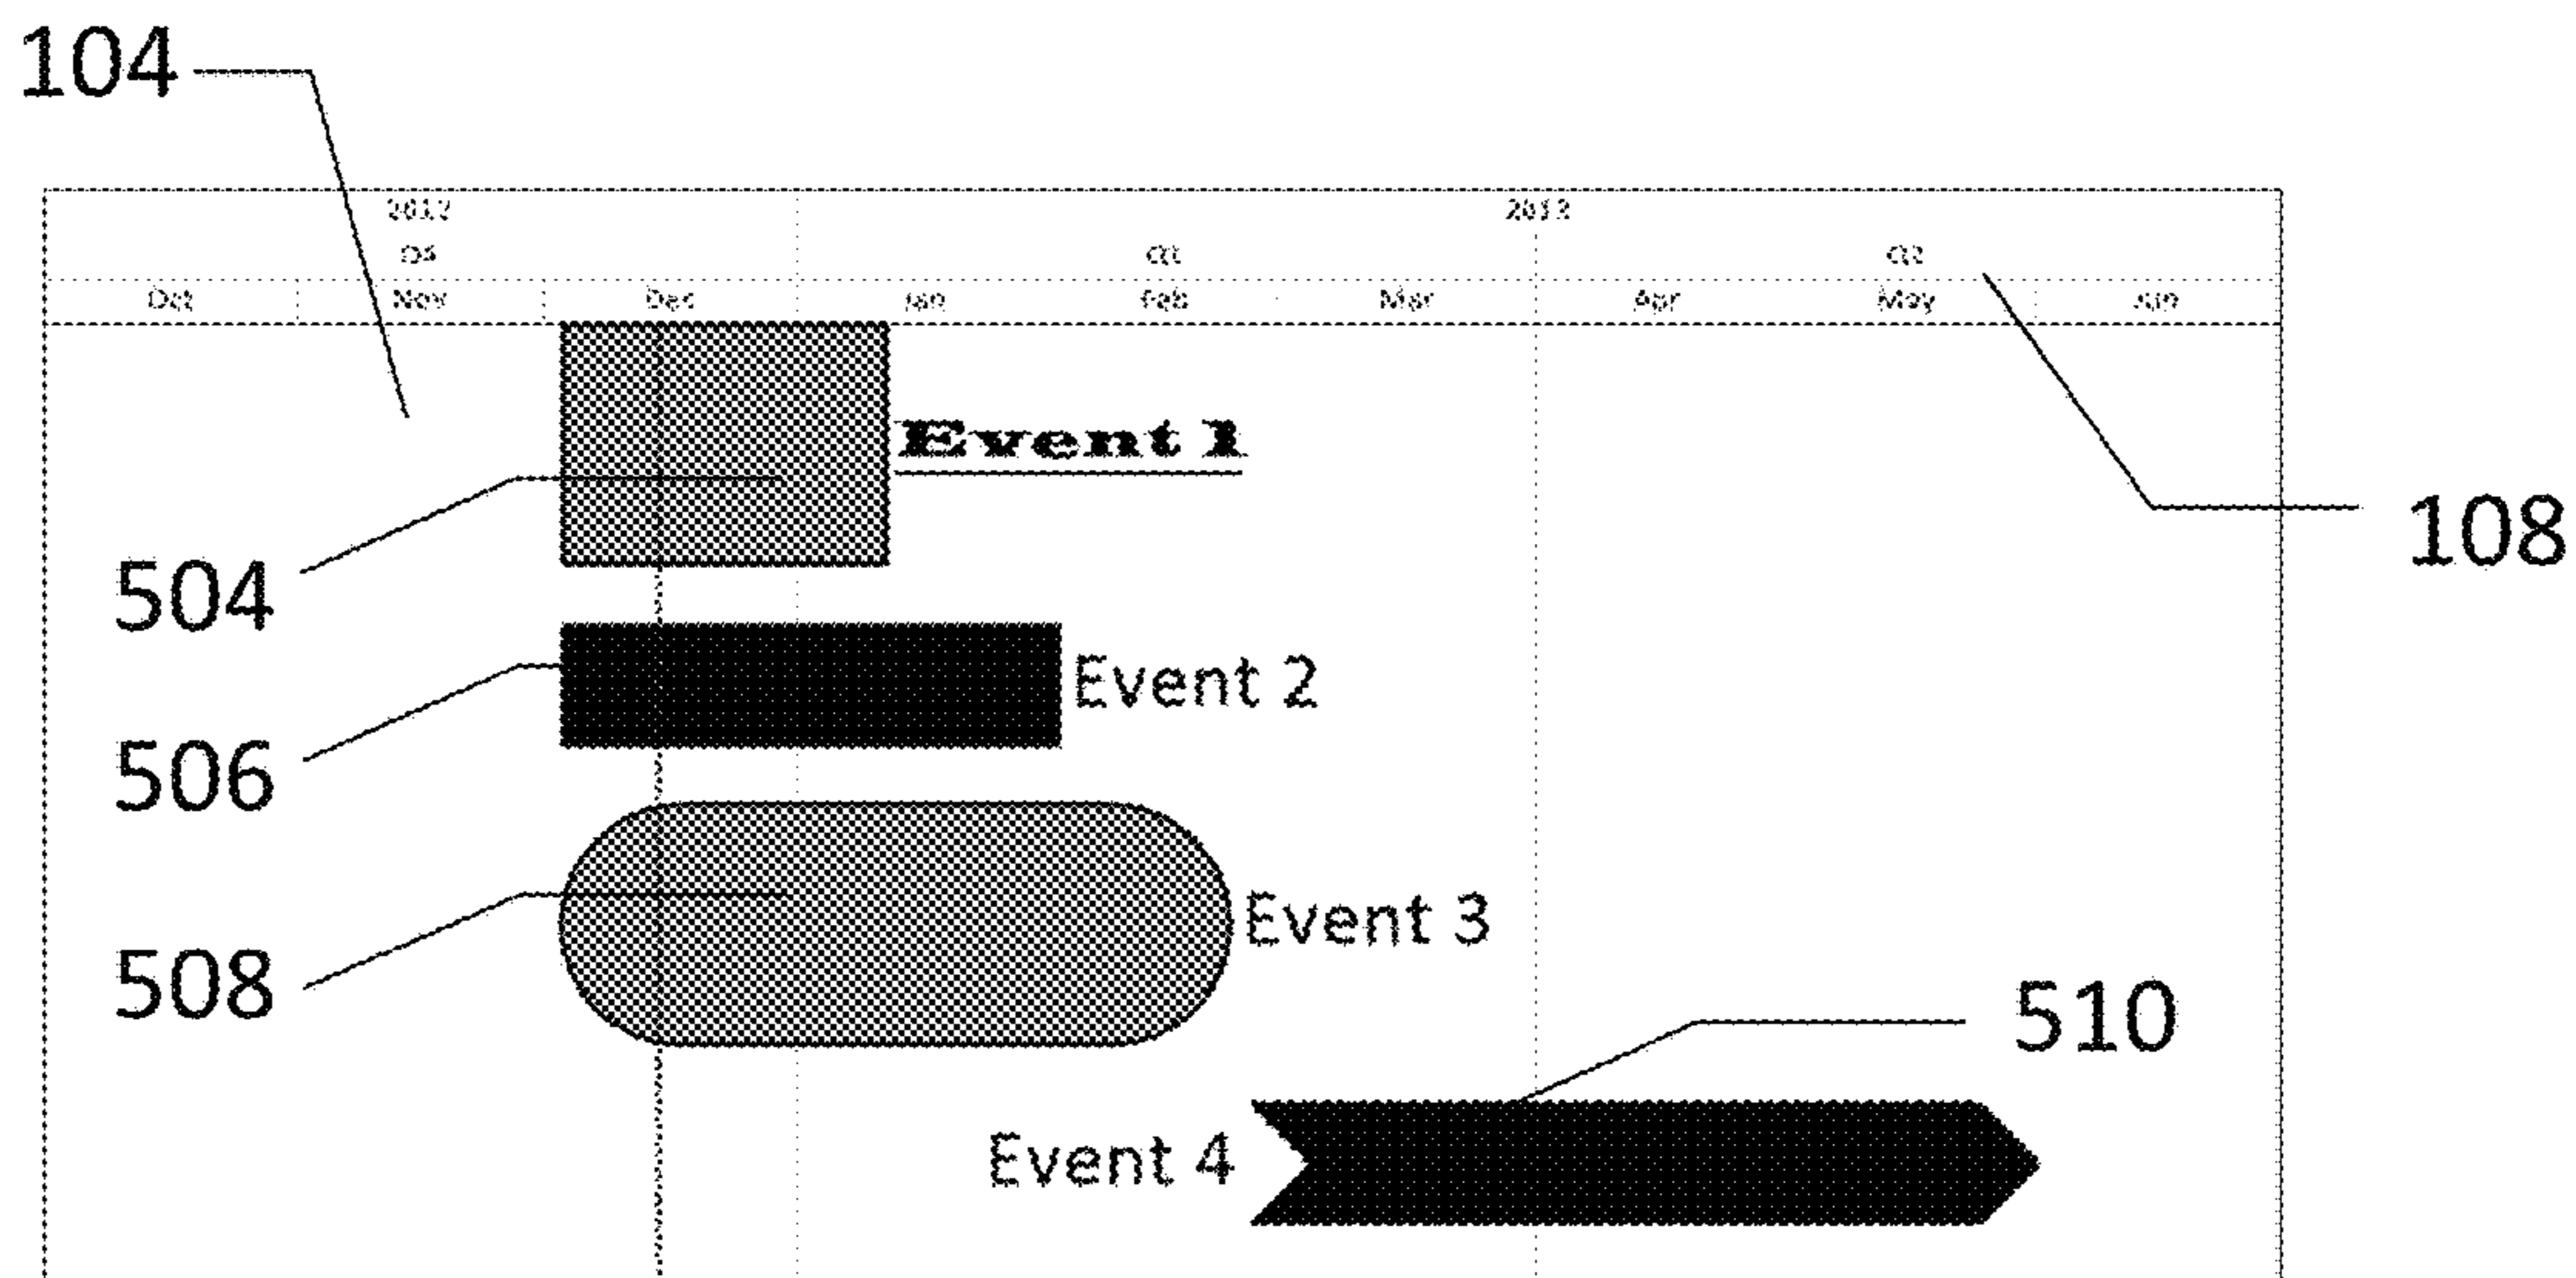 104
2012 2013
Q4 Q1 Q2
Oct Nov Dec Jan Feb Mar Apr May Jun
Event 1
504
108
Event 2
506
Event 3
508
510
Event 4